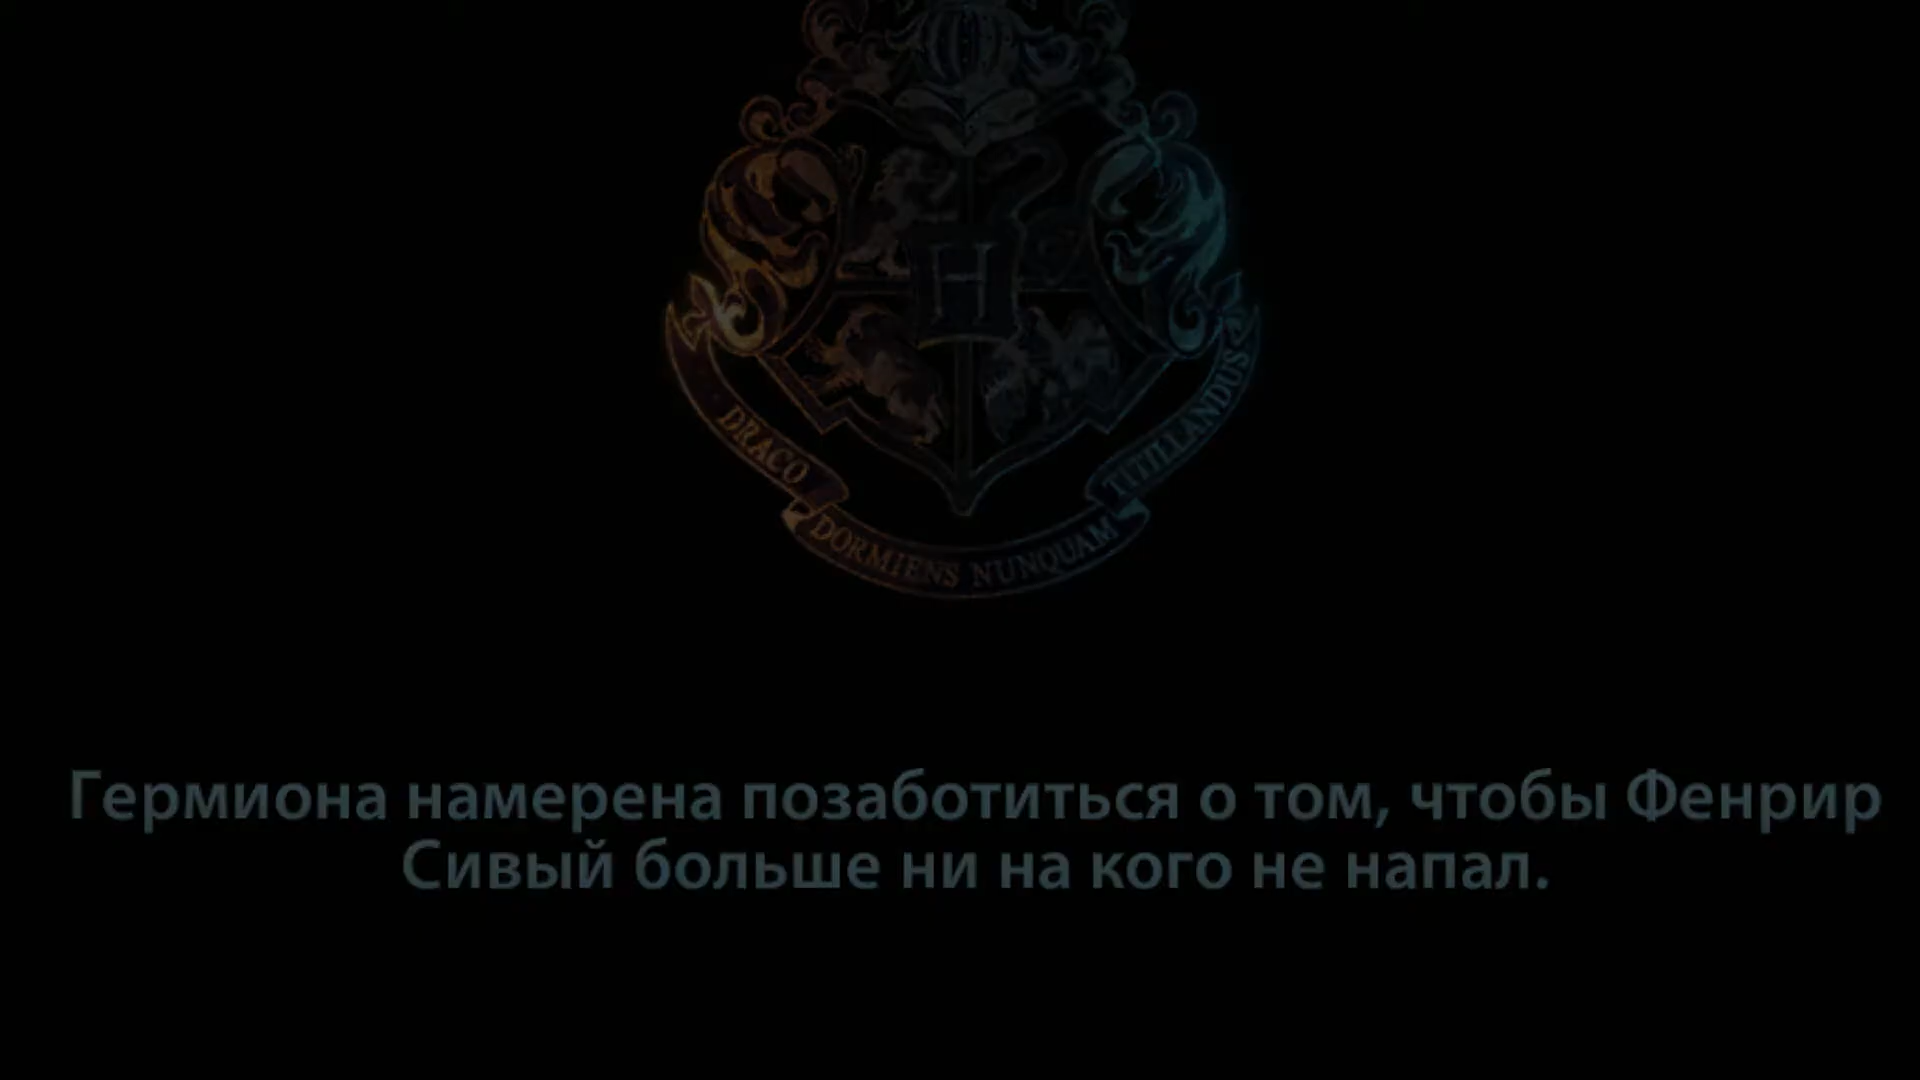 H
DRACO
DORMIENS NUNQUAM
TITILLANDUS
Гермиона намерена позаботиться о том, чтобы Фенрир
Сивый больше ни на кого не напал.